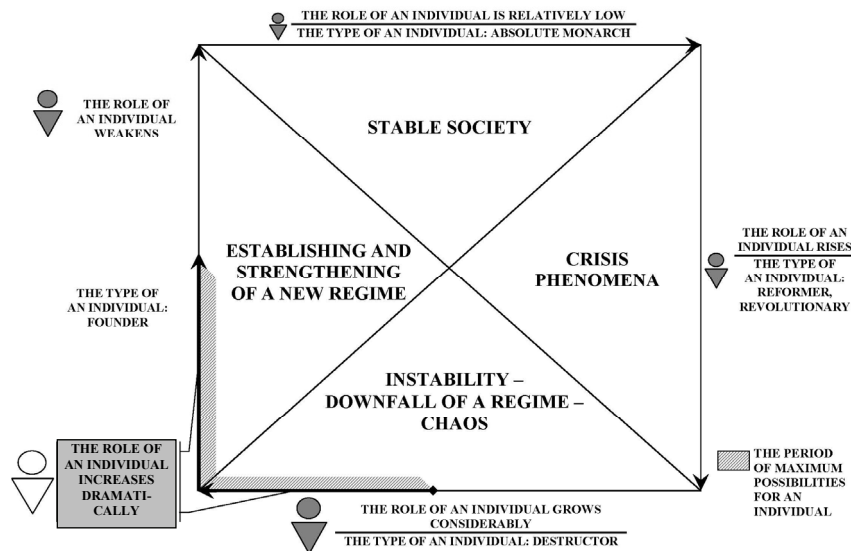 THE ROLE OF AN INDIVIDUAL IS RELATIVELY LOW
THE TYPE OF AN INDIVIDUAL: ABSOLUTE MONARCH
THE ROLE OF
AN INDIVIDUAL
WEAKENS
STABLE SOCIETY
ESTABLISHING AND
STRENGTHENING
OF A NEW REGIME
CRISIS
PHENOMENA
THE ROLE OF AN
INDIVIDUAL RISES
THE TYPE OF
AN INDIVIDUAL:
REFORMER,
REVOLUTIONARY
THE TYPE OF
AN INDIVIDUAL:
FOUNDER
INSTABILITY –
DOWNFALL OF A REGIME –
CHAOS
THE ROLE OF
AN INDIVIDUAL
INCREASES
DRAMATI-
CALLY
THE PERIOD
OF MAXIMUM
POSSIBILITIES
FOR AN
INDIVIDUAL
THE ROLE OF AN INDIVIDUAL GROWS
CONSIDERABLY
THE TYPE OF AN INDIVIDUAL: DESTRUCTOR